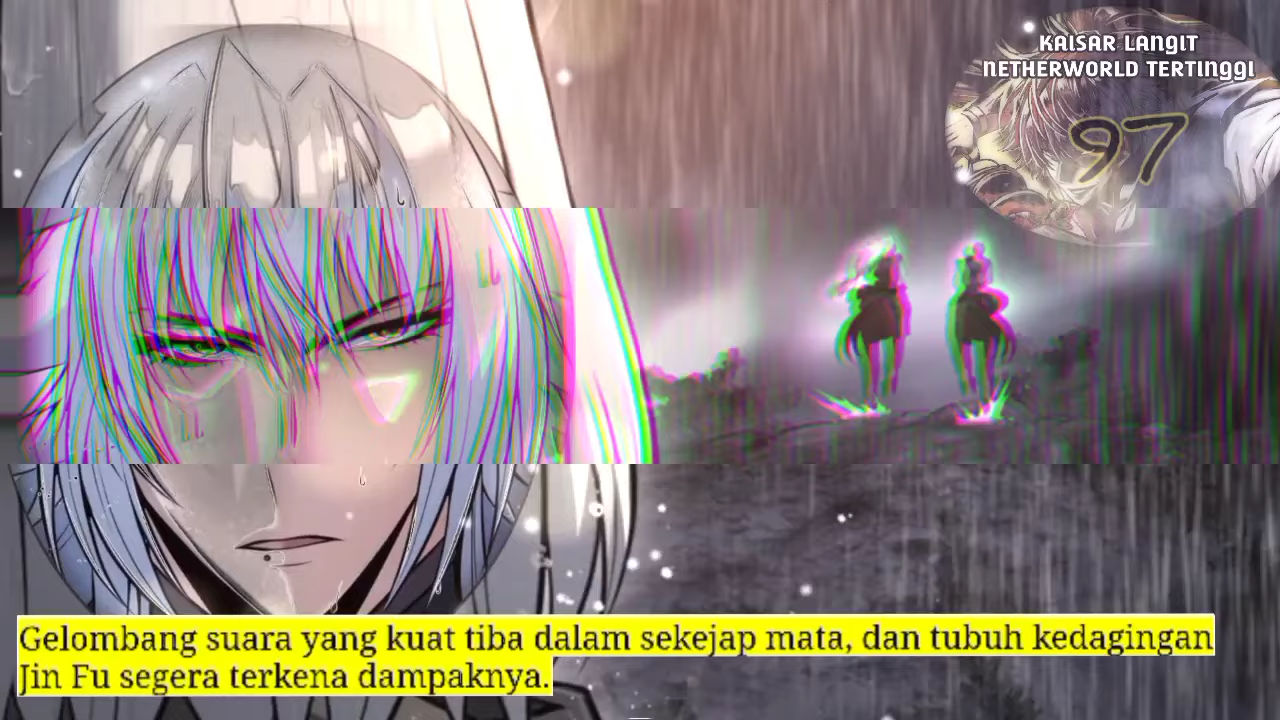 KAISAR LANGIT
NETHERWORLD TERTINGGI
97
Gelombang suara yang kuat tiba dalam sekejap mata, dan tubuh kedagingan
Jin Fu segera terkena dampaknya.